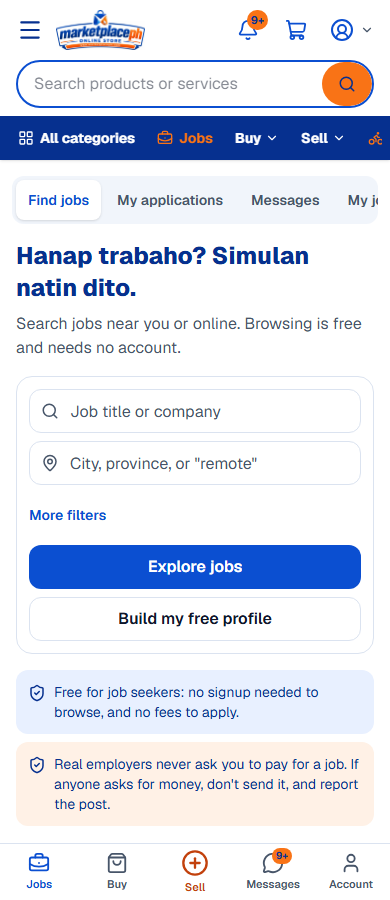 marketplaceph
ONLINE STORE
9+
Search products or services
All categories
Jobs
Buy
Sell
Find jobs
My applications
Messages
My j
Hanap trabaho? Simulan
natin dito.
Search jobs near you or online. Browsing is free
and needs no account.
Job title or company
City, province, or "remote"
More filters
Explore jobs
Build my free profile
Free for job seekers: no signup needed to
browse, and no fees to apply.
Real employers never ask you to pay for a job. If
anyone asks for money, don't send it, and report
the post.
9+
Jobs
Buy
Sell
Messages
Account